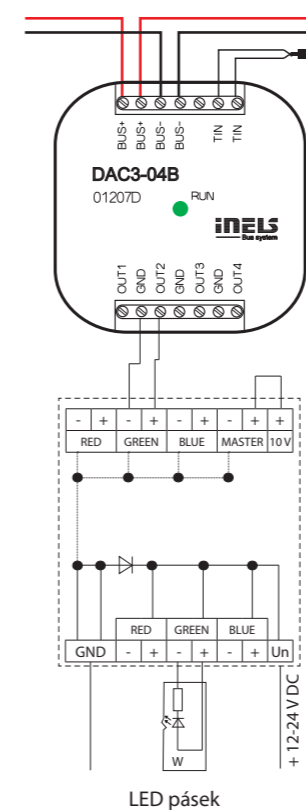 BUS+ BUS+ BUS- BUS- TIN TIN
DAC3-04B
01207D RUN
iNELS
Bus system
OUT1 GND OUT2 GND OUT3 GND OUT4
- + - + - + - + +
RED GREEN BLUE MASTER 10 V
RED GREEN BLUE
GND - + - + - + Un
W
+ 12-24 V DC
LED pásek